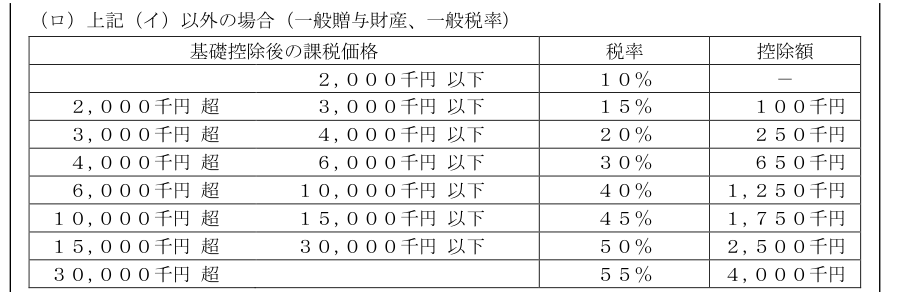 （ロ）上記（イ）以外の場合（一般贈与財産、一般税率）
基礎控除後の課税価格 税率 控除額
２,０００千円 以下 １０％ －
２,０００千円 超 ３,０００千円 以下 １５％ １００千円
３,０００千円 超 ４,０００千円 以下 ２０％ ２５０千円
４,０００千円 超 ６,０００千円 以下 ３０％ ６５０千円
６,０００千円 超 １０,０００千円 以下 ４０％ １,２５０千円
１０,０００千円 超 １５,０００千円 以下 ４５％ １,７５０千円
１５,０００千円 超 ３０,０００千円 以下 ５０％ ２,５００千円
３０,０００千円 超 ５５％ ４,０００千円